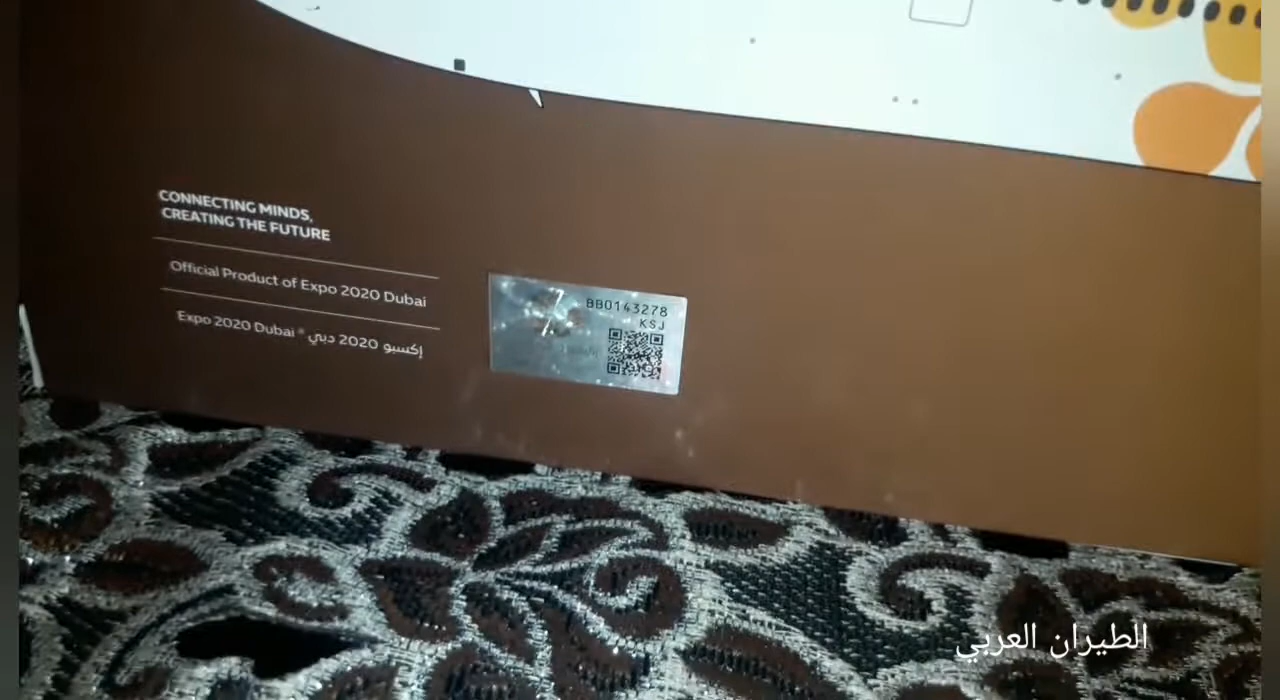 CONNECTING MINDS,
CREATING THE FUTURE
Official Product of Expo 2020 Dubai
Expo 2020 Dubai ® إكسبو 2020 دبي
BB0143278
KSJ
الطيران العربي